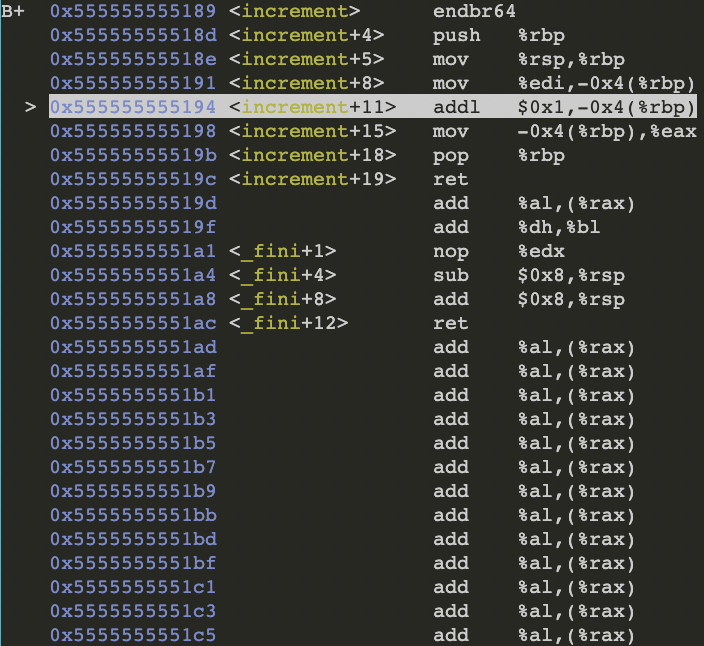 B+ 0x555555555189 <increment> endbr64
0x55555555518d <increment+4> push %rbp
0x55555555518e <increment+5> mov %rsp,%rbp
0x555555555191 <increment+8> mov %edi,-0x4(%rbp)
> 0x555555555194 <increment+11> addl $0x1,-0x4(%rbp)
0x555555555198 <increment+15> mov -0x4(%rbp),%eax
0x55555555519b <increment+18> pop %rbp
0x55555555519c <increment+19> ret
0x55555555519d add %al,(%rax)
0x55555555519f add %dh,%bl
0x5555555551a1 <_fini+1> nop %edx
0x5555555551a4 <_fini+4> sub $0x8,%rsp
0x5555555551a8 <_fini+8> add $0x8,%rsp
0x5555555551ac <_fini+12> ret
0x5555555551ad add %al,(%rax)
0x5555555551af add %al,(%rax)
0x5555555551b1 add %al,(%rax)
0x5555555551b3 add %al,(%rax)
0x5555555551b5 add %al,(%rax)
0x5555555551b7 add %al,(%rax)
0x5555555551b9 add %al,(%rax)
0x5555555551bb add %al,(%rax)
0x5555555551bd add %al,(%rax)
0x5555555551bf add %al,(%rax)
0x5555555551c1 add %al,(%rax)
0x5555555551c3 add %al,(%rax)
0x5555555551c5 add %al,(%rax)